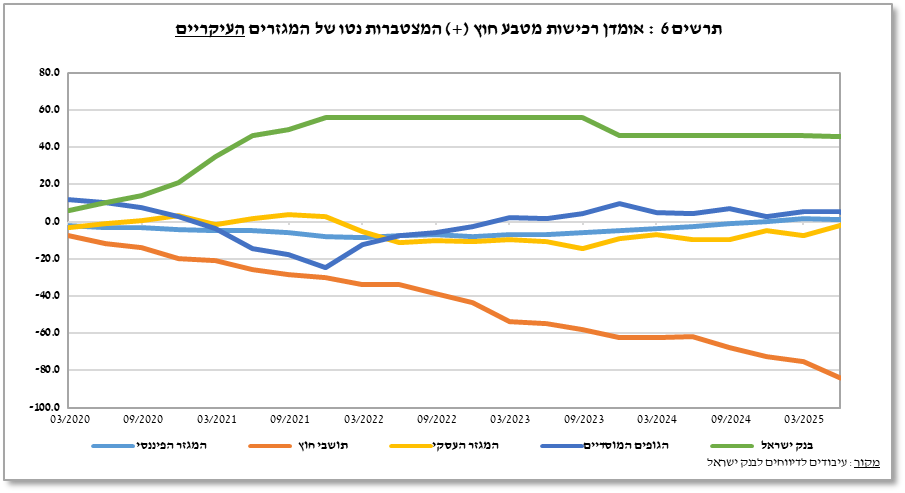 תרשים 6 : אומדן רכישות מטבע חוץ (+) המצטברות נטו של המגזרים העיקריים
80.0
60.0
40.0
20.0
0.0
-20.0
-40.0
-60.0
-80.0
-100.0
03/2020 09/2020 03/2021 09/2021 03/2022 09/2022 03/2023 09/2023 03/2024 09/2024 03/2025
בנק ישראל הגופים המוסדיים המגזר העסקי תושבי חוץ המגזר הפיננסי
מקור : עיבודים לדיווחים לבנק ישראל